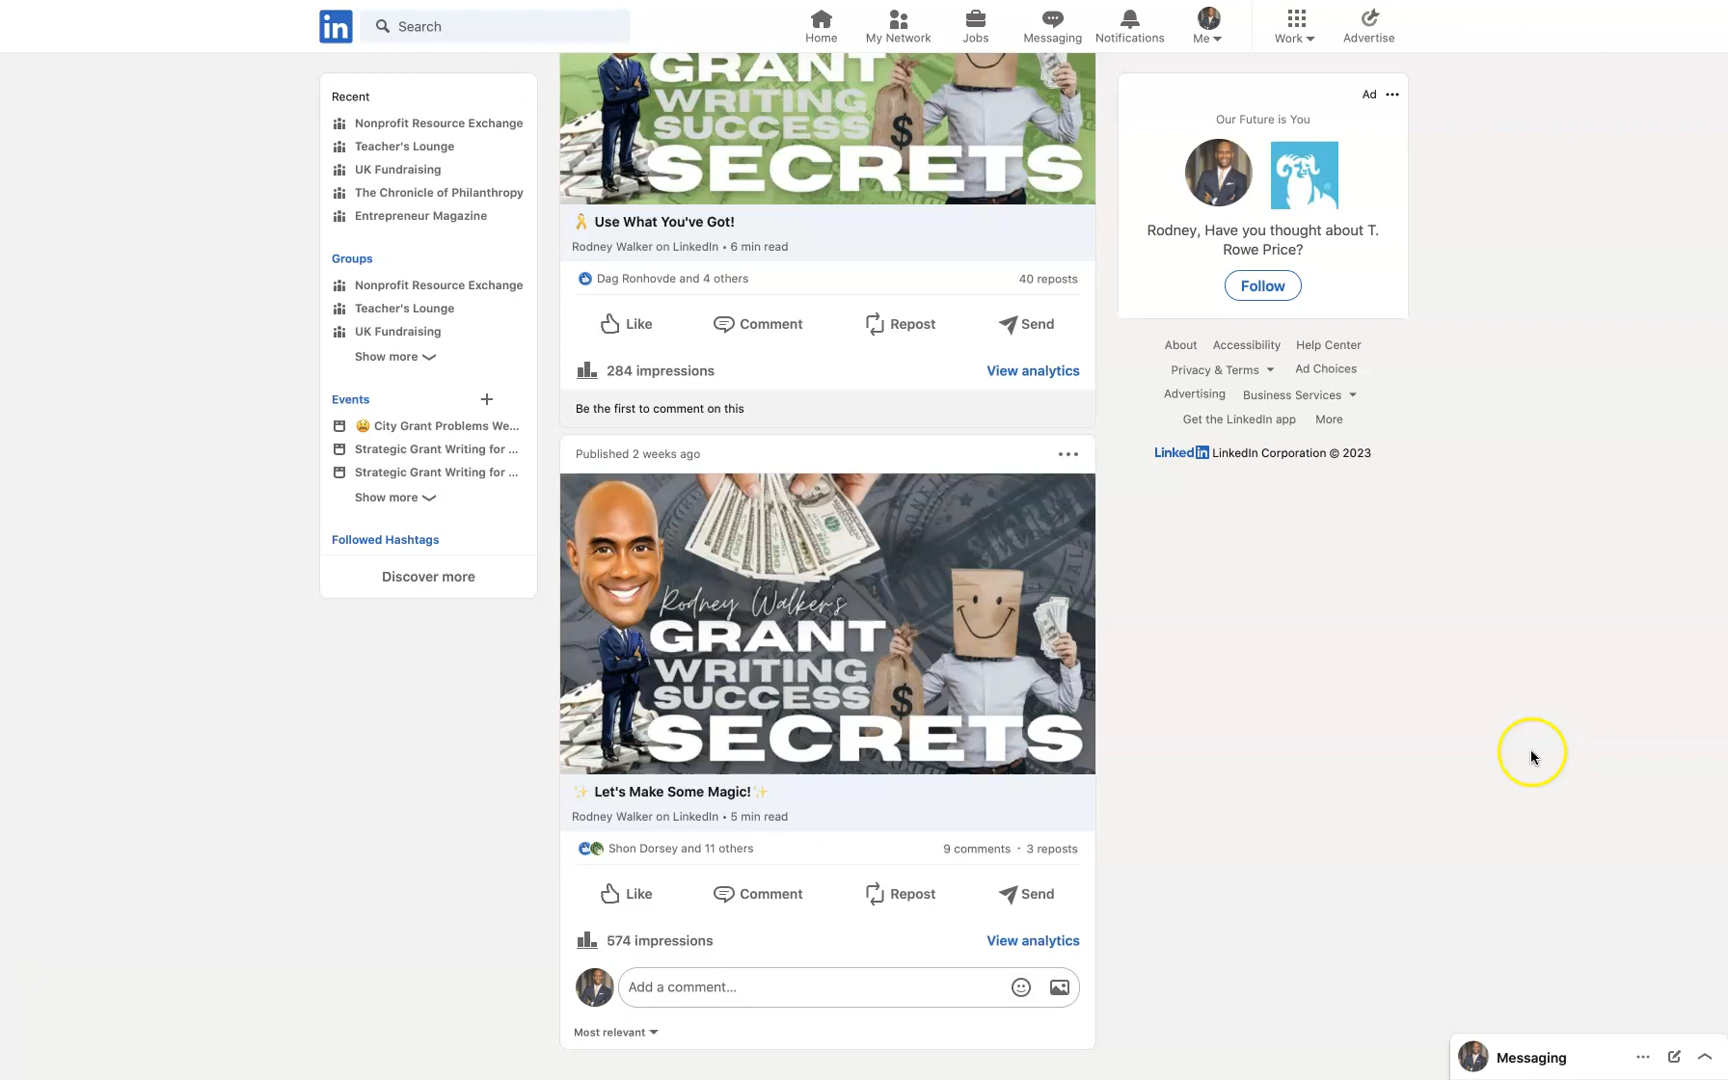 in
Search
Home
My Network
Jobs
Messaging
Notifications
Me
Work
Advertise
Recent
Nonprofit Resource Exchange
Teacher's Lounge
UK Fundraising
The Chronicle of Philanthropy
Entrepreneur Magazine
Groups
Nonprofit Resource Exchange
Teacher's Lounge
UK Fundraising
Show more
Events
City Grant Problems We...
Strategic Grant Writing for ...
Strategic Grant Writing for ...
Show more
Followed Hashtags
Discover more
GRANT
WRITING
SUCCESS
SECRETS
$
Use What You've Got!
Rodney Walker on LinkedIn • 6 min read
Dag Ronhovde and 4 others
40 reposts
Like
Comment
Repost
Send
284 impressions
View analytics
Be the first to comment on this
Published 2 weeks ago
Rodney Walker's
GRANT
WRITING
SUCCESS
SECRETS
$
Let's Make Some Magic!
Rodney Walker on LinkedIn • 5 min read
Shon Dorsey and 11 others
9 comments · 3 reposts
Like
Comment
Repost
Send
574 impressions
View analytics
Add a comment...
Most relevant
Ad
Our Future is You
Rodney, Have you thought about T.
Rowe Price?
Follow
About Accessibility Help Center
Privacy & Terms Ad Choices
Advertising Business Services
Get the LinkedIn app More
LinkedIn LinkedIn Corporation © 2023
Messaging